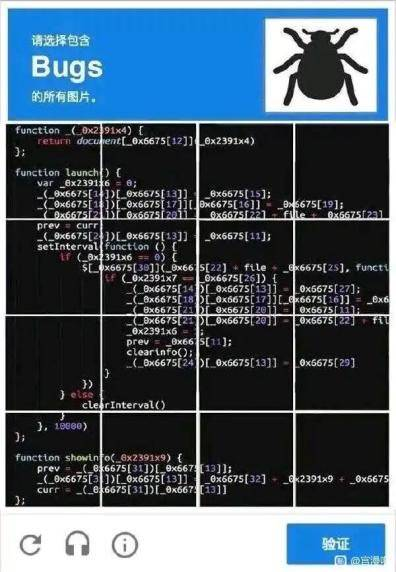 请选择包含
Bugs
的所有图片。
function _(_0x2391x4) {
return document[_0x6675[12]](_0x2391x4)
};
function launch() {
var _0x2391x6 = 0;
_(_0x6675[14])[_0x6675[13]] = _0x6675[15];
_(_0x6675[18])[_0x6675[17]][_0x6675[16]] = _0x6675[19];
_(_0x6675[21])[_0x6675[20]] = _0x6675[22] + file + _0x6675[23]
prev = curr
_(_0x6675[24])[_0x6675[13]] = _0x6675[11];
setInterval(function () {
if (_0x2391x6 == 0) {
$[_0x6675[30]](_0x6675[22] + file + _0x6675[25], functi
if (_0x2391x7 == _0x6675[26]) {
_(_0x6675[14])[_0x6675[13]] = _0x6675[27];
_(_0x6675[18])[_0x6675[17]][_0x6675[16]] = _0x6
_(_0x6675[21])[_0x6675[20]] = _0x6675[11];
_(_0x6675[21])[_0x6675[20]] = _0x6675[22] + fil
_0x2391x6 =
prev = _0x6675[11];
clearinfo();
_(_0x6675[24])[_0x6675[13]] = _0x6675[29]
}
})
} else {
clearInterval()
}
}, 10000)
};
function showinfo(_0x2391x9) {
prev = _(_0x6675[31])[_0x6675[13]];
_(_0x6675[31])[_0x6675[13]] = _0x6675[32] + _0x2391x9 + _0x6675
curr = _(_0x6675[31])[_0x6675[13]]
};
验证